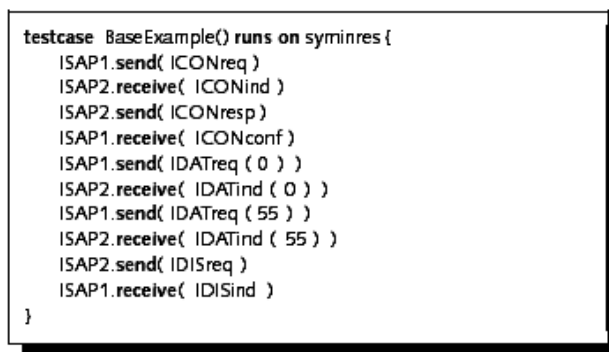 testcase BaseExample() runs on syminres {
ISAP1.send( ICONreq )
ISAP2.receive( ICONind )
ISAP2.send( ICONresp )
ISAP1.receive( ICONconf )
ISAP1.send( IDATreq ( 0 ) )
ISAP2.receive( IDATind ( 0 ) )
ISAP1.send( IDATreq ( 55 ) )
ISAP2.receive( IDATind ( 55 ) )
ISAP2.send( IDISreq )
ISAP1.receive( IDISind )
}